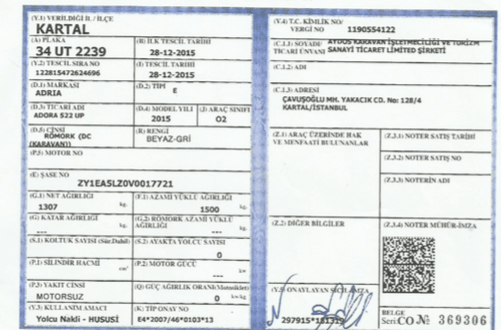 (Y.1) VERİLDİĞİ İL / İLÇE
KARTAL
(A) PLAKA
34 UT 2239
(B) İLK TESCİL TARİHİ
28-12-2015
(Y.2) TESCİL SIRA NO
122815472624696
(I) TESCİL TARİHİ
28-12-2015
(D.1) MARKASI
ADRIA
(D.2) TİPİ
E
(D.3) TİCARİ ADI
ADORA 522 UP
(D.4) MODEL YILI
2015
(J) ARAÇ SINIFI
O2
(D.5) CİNSİ
RÖMORK (DC
(KARAVAN))
(R) RENGİ
BEYAZ-GRİ
(P.5) MOTOR NO
(E) ŞASE NO
ZY1EA5LZ0V0017721
(G.1) NET AĞIRLIĞI
1307 kg.
(F.1) AZAMİ YÜKLÜ AĞIRLIĞI
1500 kg.
(G) KATAR AĞIRLIĞI
--- kg.
(G.2) RÖMORK AZAMİ YÜKLÜ
AĞIRLIĞI
--- kg.
(S.1) KOLTUK SAYISI (Sür.Dahil)
(S.2) AYAKTA YOLCU SAYISI
0
(P.1) SİLİNDİR HACMİ
cm³
(P.2) MOTOR GÜCÜ
--- kw
(P.3) YAKIT CİNSİ
MOTORSUZ
(Q) GÜÇ AĞIRLIK ORANI(Motosiklet)
0 kw/kg
(Y.3) KULLANIM AMACI
Yolcu Nakli - HUSUSİ
(K) TİP ONAY NO
E4*2007/46*0103*13
(Y.4) T.C. KİMLİK NO/
VERGİ NO
1190554122
(C.1.1) SOYADI/
TİCARİ ÜNVANI
KARAVAN İŞLETMECİLİĞİ VE TURİZM
SANAYİ TİCARET LİMİTED ŞİRKETİ
(C.1.2) ADI
(C.1.3) ADRESİ
ÇAVUŞOĞLU MH. YAKACIK CD. No: 128/4
KARTAL/İSTANBUL
(Z.1) ARAÇ ÜZERİNDE HAK
VE MENFAATİ BULUNANLAR
(Z.3.1) NOTER SATIŞ TARİHİ
(Z.3.2) NOTER SATIŞ NO
(Z.3.3) NOTERİN ADI
(Z.2) DİĞER BİLGİLER
(Z.3.4) NOTER MÜHÜR-İMZA
(Y.5) ONAYLAYAN SİCİL-İMZA
BELGE
Seri:CO № 369306